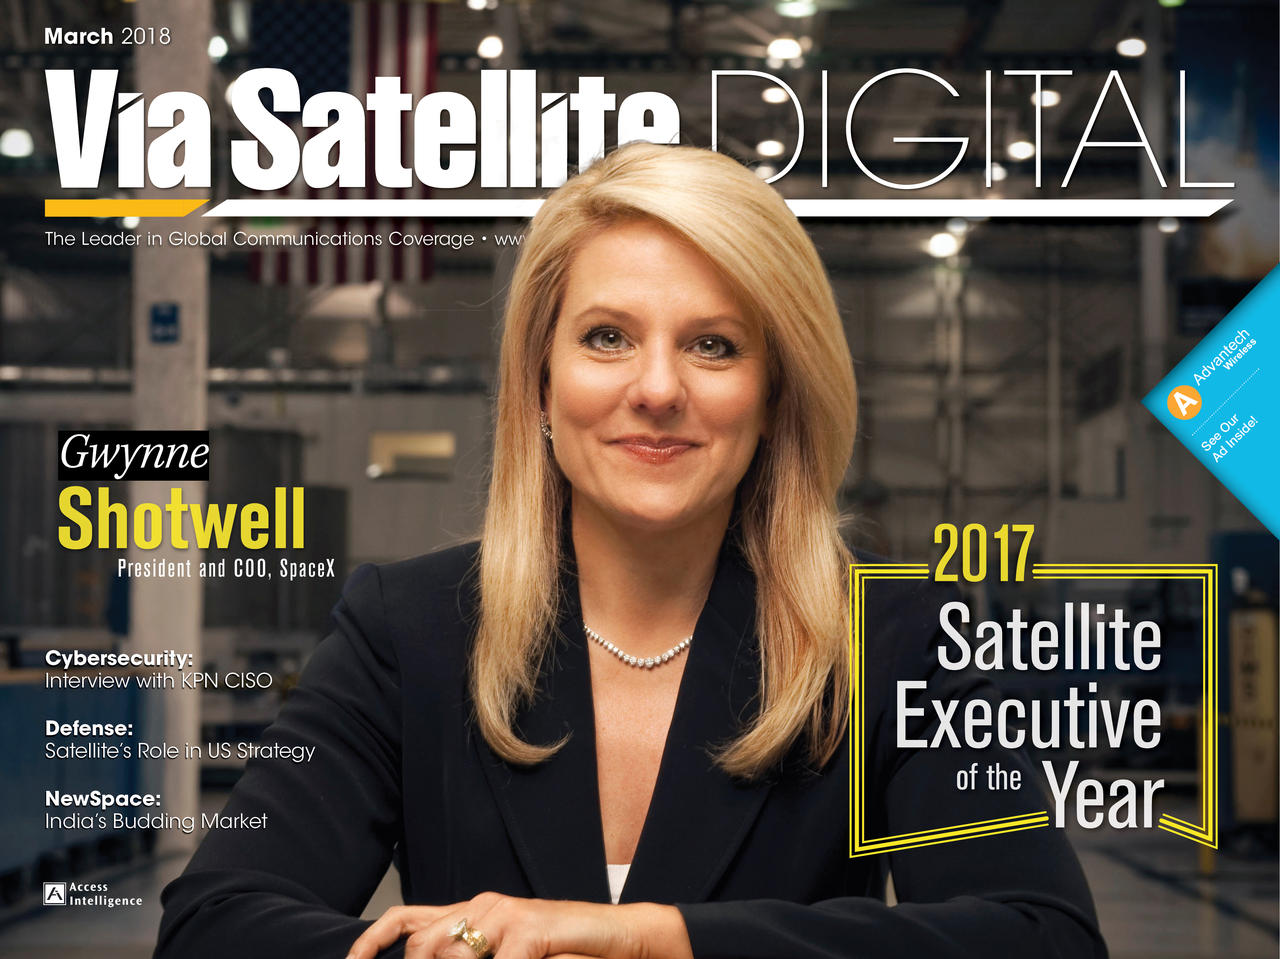 March 2018
Via Satellite DIGITAL
The Leader in Global Communications Coverage •
Advantech
Wireless
A
See Our
Ad Inside!
Gwynne
Shotwell
President and COO, SpaceX
2017
Satellite
Executive
of the Year
Cybersecurity:
Interview with KPN CISO
Defense:
Satellite's Role in US Strategy
NewSpace:
India's Budding Market
Access
Intelligence